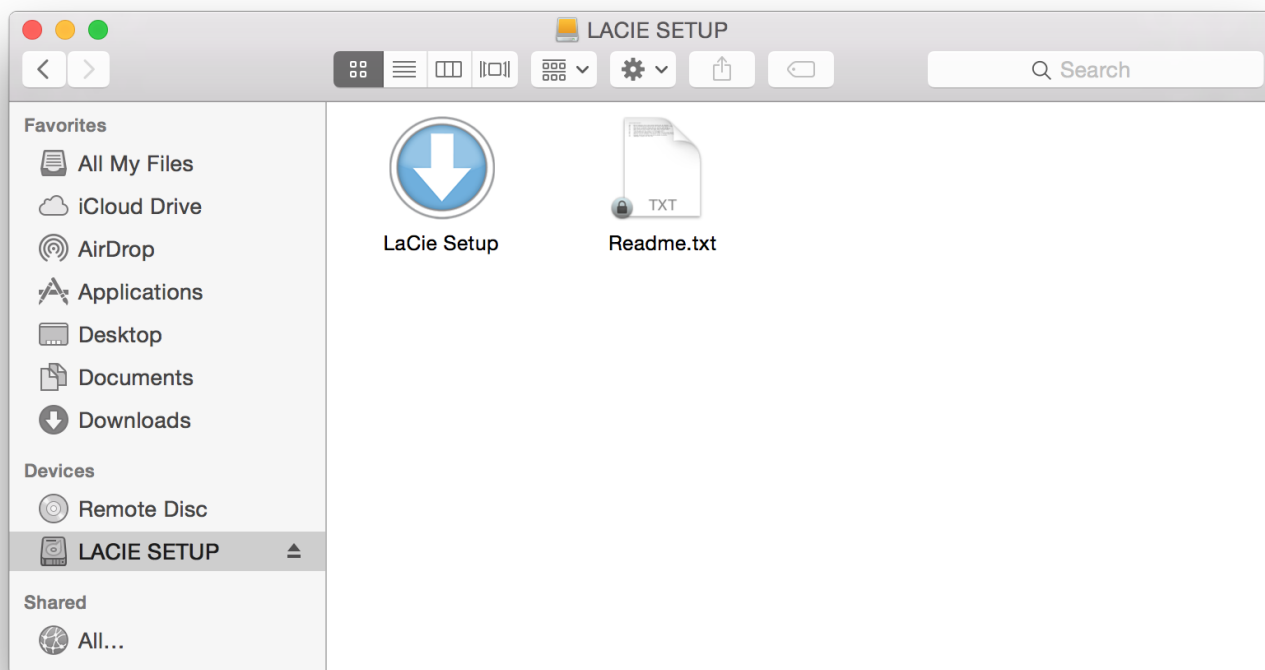 LACIE SETUP
Search
Favorites
All My Files
iCloud Drive
AirDrop
Applications
Desktop
Documents
Downloads
Devices
Remote Disc
LACIE SETUP
Shared
All...
TXT
LaCie Setup
Readme.txt